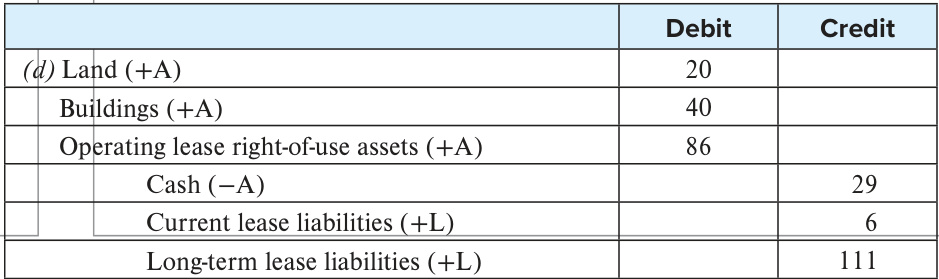 Debit Credit
(d) Land (+A) 20
Buildings (+A) 40
Operating lease right-of-use assets (+A) 86
Cash (−A) 29
Current lease liabilities (+L) 6
Long-term lease liabilities (+L) 111